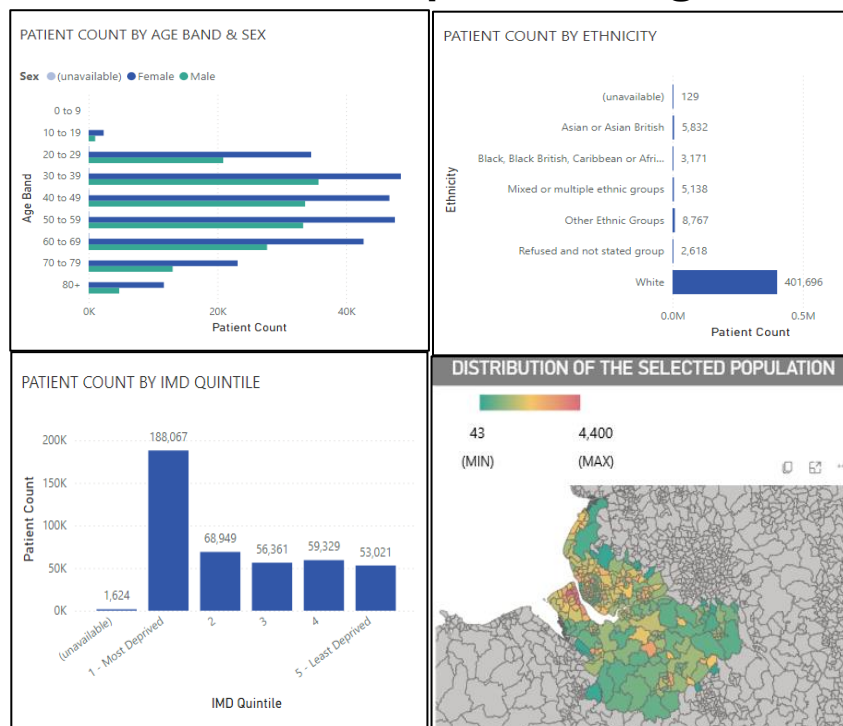 PATIENT COUNT BY AGE BAND & SEX
Sex (unavailable) Female Male
Age Band
0 to 9
10 to 19
20 to 29
30 to 39
40 to 49
50 to 59
60 to 69
70 to 79
80+
0K 20K 40K
Patient Count
PATIENT COUNT BY ETHNICITY
Ethnicity
(unavailable) 129
Asian or Asian British 5,832
Black, Black British, Caribbean or Afri... 3,171
Mixed or multiple ethnic groups 5,138
Other Ethnic Groups 8,767
Refused and not stated group 2,618
White 401,696
0.0M 0.5M
Patient Count
PATIENT COUNT BY IMD QUINTILE
Patient Count
200K
150K
100K
50K
0K
1,624 188,067 68,949 56,361 59,329 53,021
(unavailable) 1 - Most Deprived 2 3 4 5 - Least Deprived
IMD Quintile
DISTRIBUTION OF THE SELECTED POPULATION
43 4,400
(MIN) (MAX)